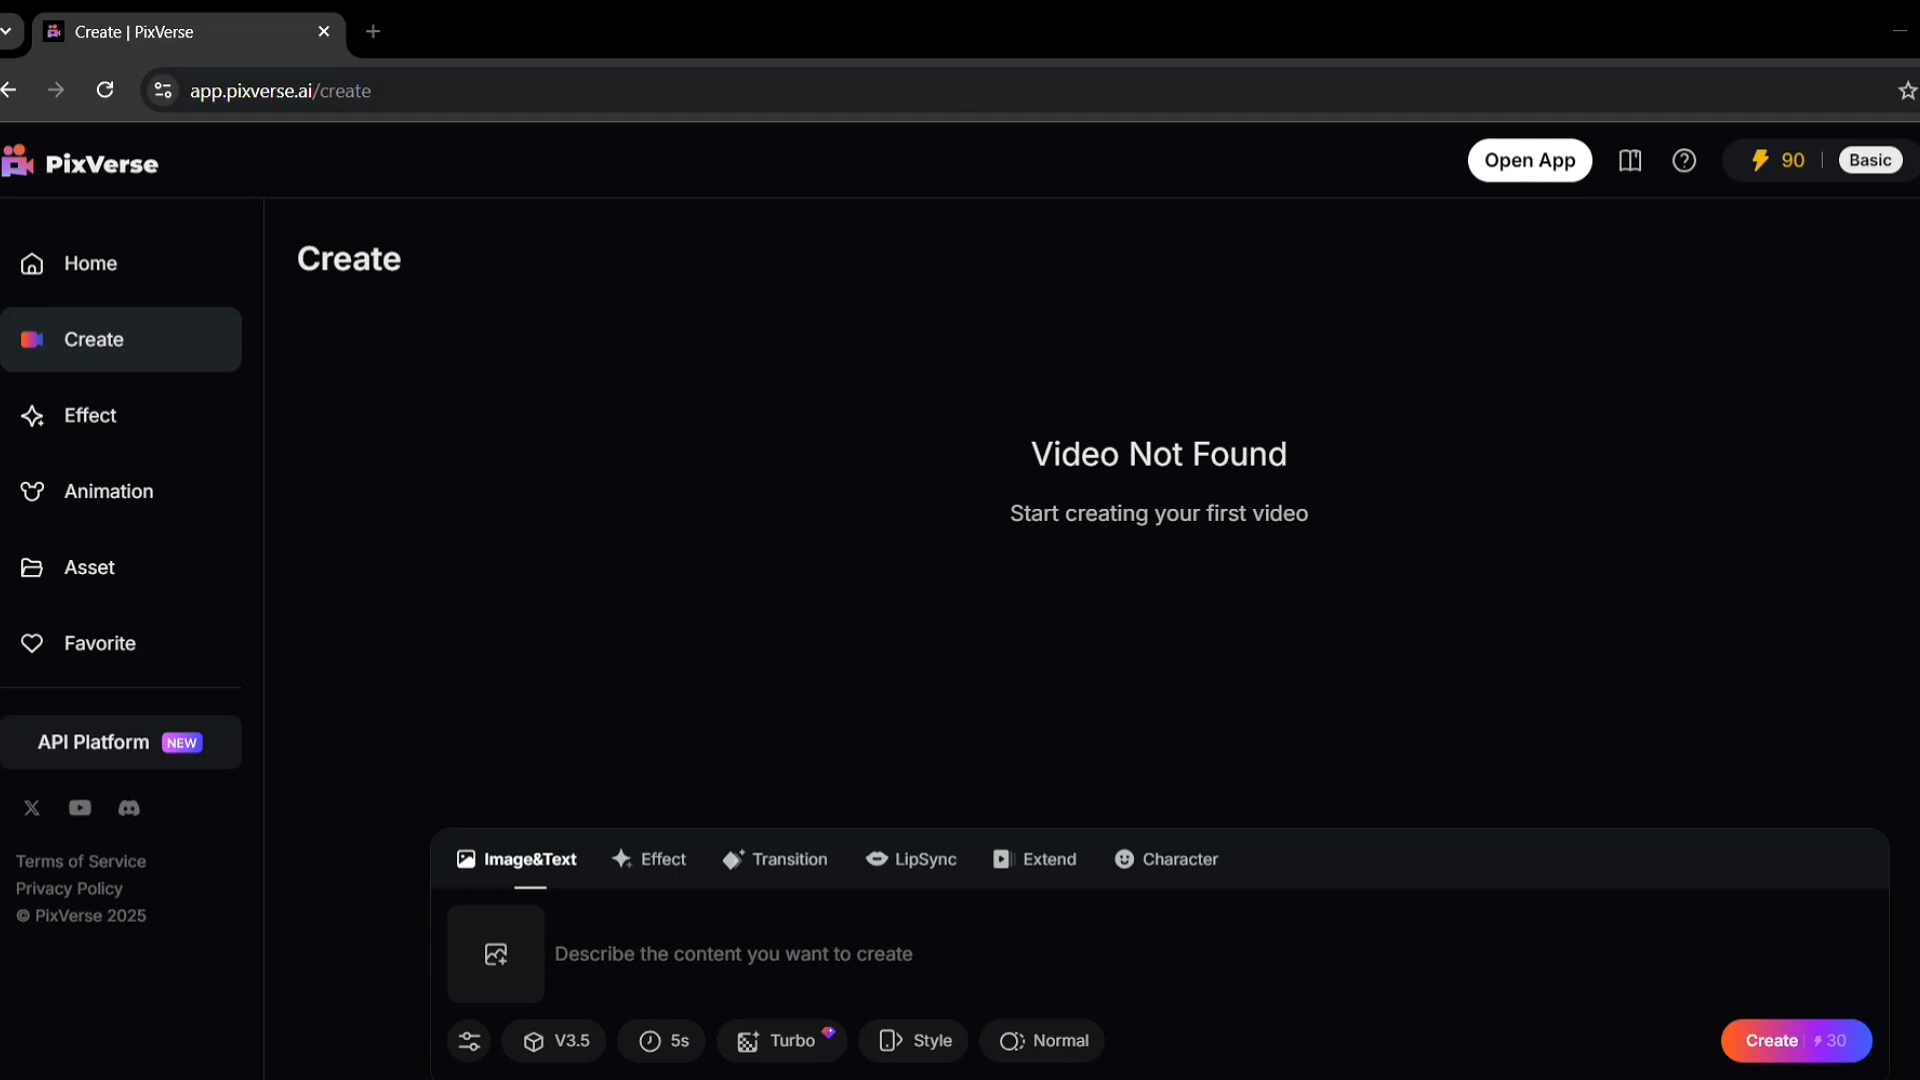 Create | PixVerse
app.pixverse.ai/create
PixVerse
Open App
90
Basic
Home
Create
Effect
Animation
Asset
Favorite
API Platform NEW
Terms of Service
Privacy Policy
© PixVerse 2025
Create
Video Not Found
Start creating your first video
Image&Text Effect Transition LipSync Extend Character
Describe the content you want to create
V3.5 5s Turbo Style Normal
Create 30